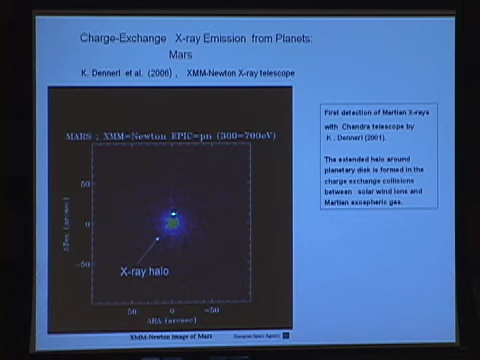 Charge-Exchange X-ray Emission from Planets:
Mars
K. Dennerl et al. (2006) , XMM-Newton X-ray telescope
MARS ; XMM-Newton EPIC-pn (300-700eV)
First detection of Martian X-rays
with Chandra telescope by
K. Dennerl (2001).
The extended halo around
planetary disk is formed in the
charge exchange collisions
between solar wind ions and
Martian exospheric gas.
50
0
-50
X-ray halo
50 0 -50
ΔRA (arcsec)
XMM-Newton Image of Mars European Space Agency